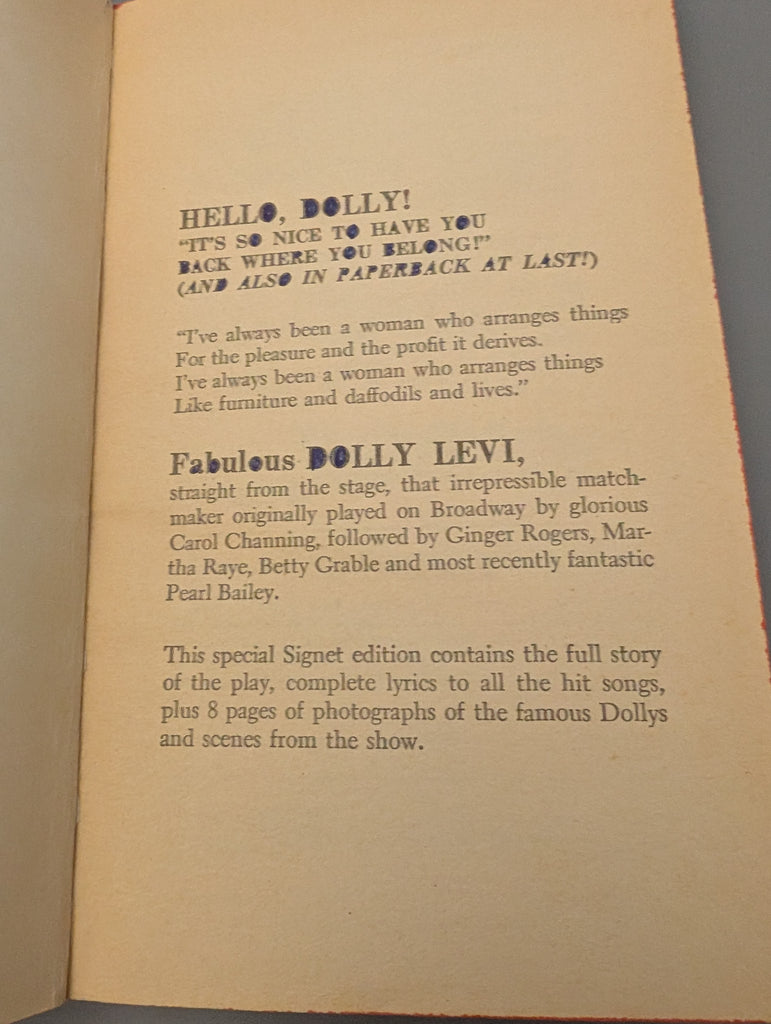 HELLO, DOLLY!
“IT'S SO NICE TO HAVE YOU
BACK WHERE YOU BELONG!”
(AND ALSO IN PAPERBACK AT LAST!)
“I've always been a woman who arranges things
For the pleasure and the profit it derives.
I've always been a woman who arranges things
Like furniture and daffodils and lives.”
Fabulous DOLLY LEVI,
straight from the stage, that irrepressible match-
maker originally played on Broadway by glorious
Carol Channing, followed by Ginger Rogers, Mar-
tha Raye, Betty Grable and most recently fantastic
Pearl Bailey.
This special Signet edition contains the full story
of the play, complete lyrics to all the hit songs,
plus 8 pages of photographs of the famous Dollys
and scenes from the show.